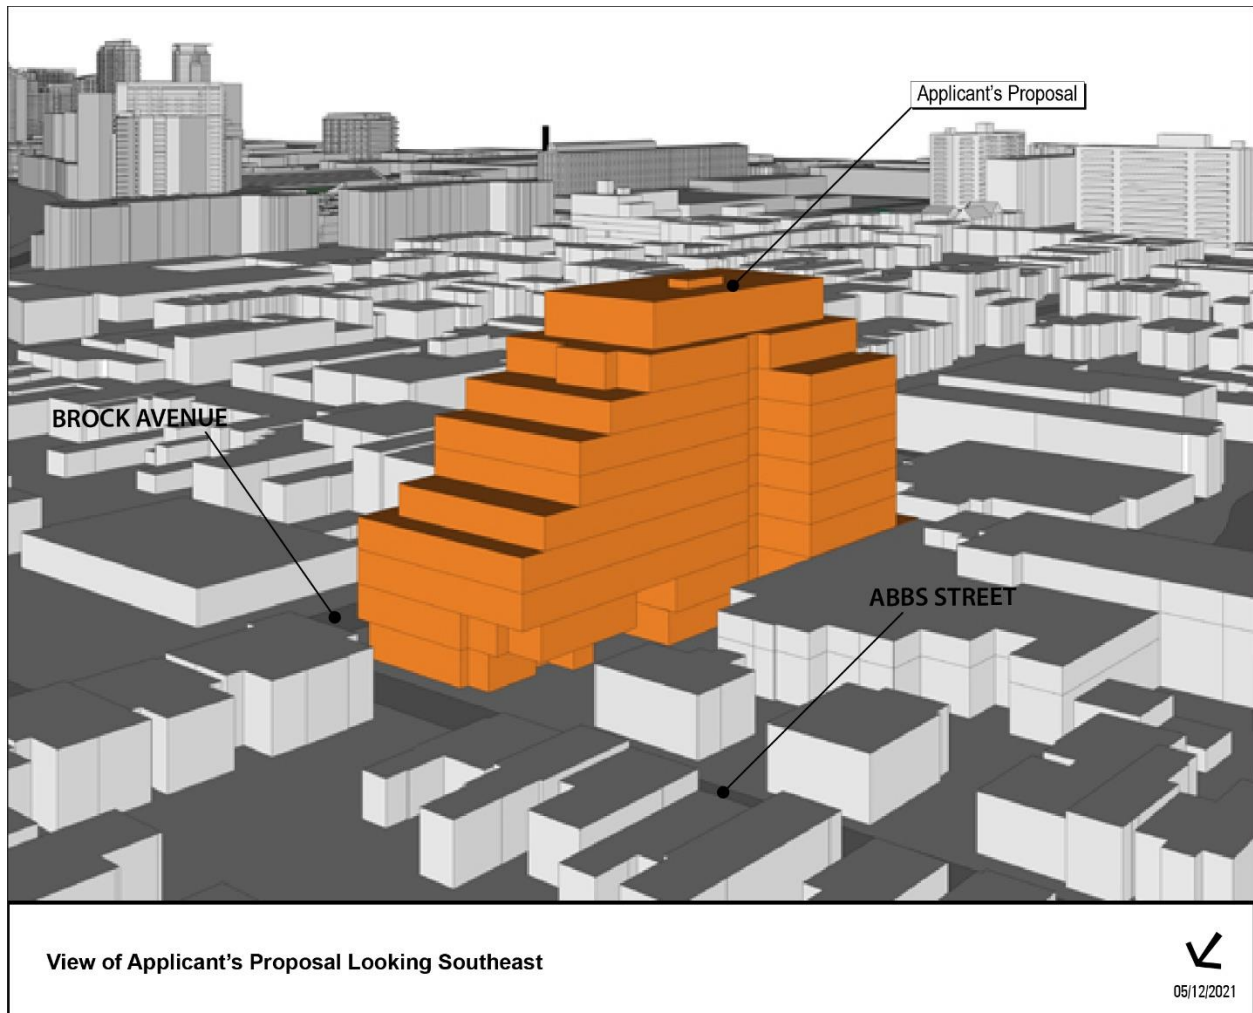 Applicant's Proposal
BROCK AVENUE
ABBS STREET
View of Applicant's Proposal Looking Southeast
05/12/2021